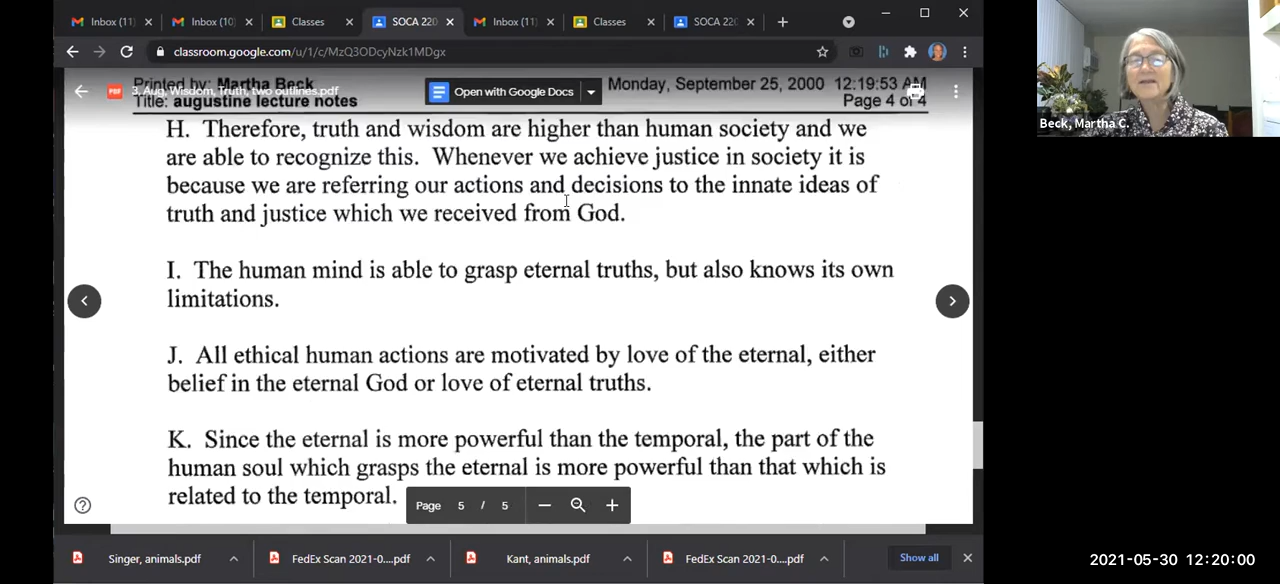 Inbox (11)
Inbox (10)
Classes
SOCA 220
Inbox (11)
Classes
SOCA 220
classroom.google.com/u/1/c/MzQ3ODcyNzk1MDgx
Printed by: Martha Beck
Monday, September 25, 2000 12:19:53 AM
3. Aug, Wisdom, Truth, two outlines.pdf
PDF
Open with Google Docs
Title: augustine lecture notes
Page 4 of 4
H. Therefore, truth and wisdom are higher than human society and we
are able to recognize this. Whenever we achieve justice in society it is
because we are referring our actions and decisions to the innate ideas of
truth and justice which we received from God.
I. The human mind is able to grasp eternal truths, but also knows its own
limitations.
J. All ethical human actions are motivated by love of the eternal, either
belief in the eternal God or love of eternal truths.
K. Since the eternal is more powerful than the temporal, the part of the
human soul which grasps the eternal is more powerful than that which is
related to the temporal.
Page 5 / 5
Singer, animals.pdf
FedEx Scan 2021-0....pdf
Kant, animals.pdf
FedEx Scan 2021-0....pdf
Show all
Beck, Martha C.
2021-05-30 12:20:00